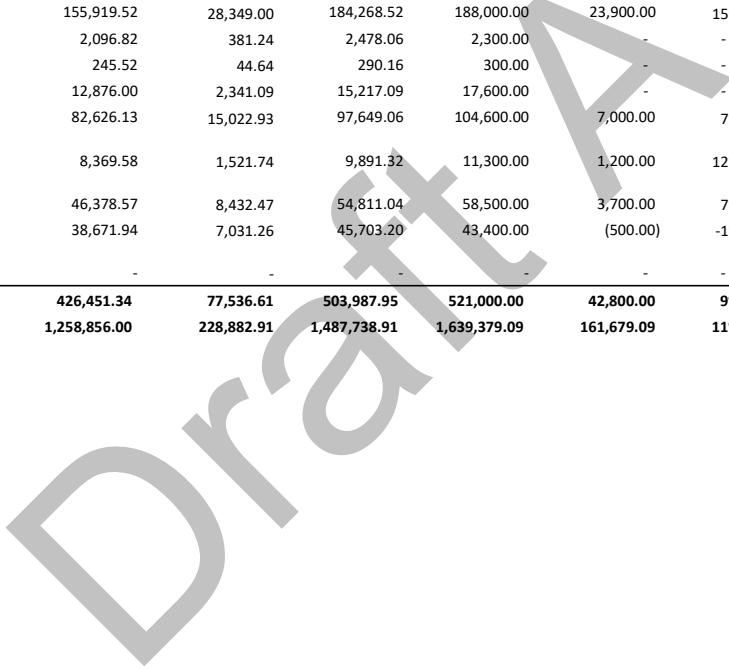 155,919.52 28,349.00 184,268.52 188,000.00 23,900.00 15
2,096.82 381.24 2,478.06 2,300.00 - -
245.52 44.64 290.16 300.00 - -
12,876.00 2,341.09 15,217.09 17,600.00 - -
82,626.13 15,022.93 97,649.06 104,600.00 7,000.00 7
8,369.58 1,521.74 9,891.32 11,300.00 1,200.00 12
46,378.57 8,432.47 54,811.04 58,500.00 3,700.00 7
38,671.94 7,031.26 45,703.20 43,400.00 (500.00) -1
- - - - - -
426,451.34 77,536.61 503,987.95 521,000.00 42,800.00 9
1,258,856.00 228,882.91 1,487,738.91 1,639,379.09 161,679.09 11
Draft A